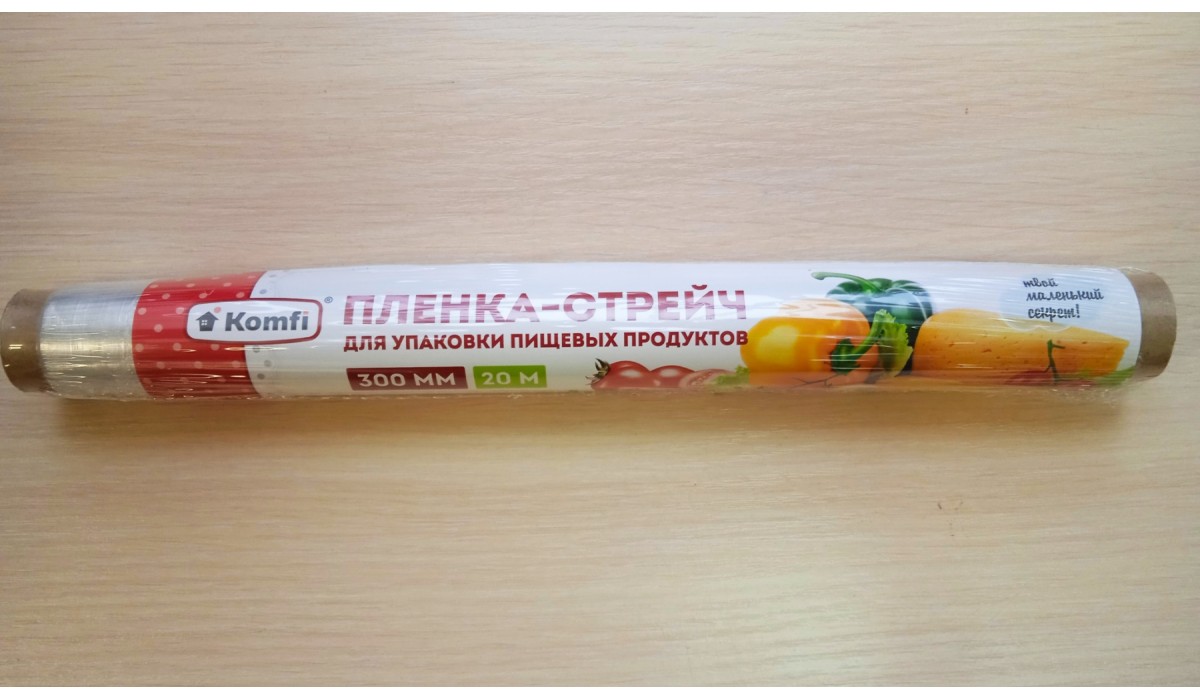 Komfi®
ПЛЕНКА-СТРЕЙЧ
ДЛЯ УПАКОВКИ ПИЩЕВЫХ ПРОДУКТОВ
300 ММ 20 М
твой
маленький
секрет!